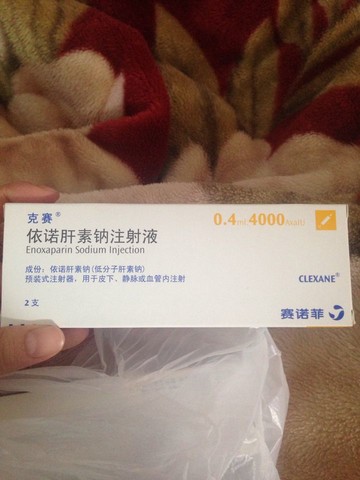 克赛®
0.4ml:4000AxaIU
依诺肝素钠注射液
Enoxaparin Sodium Injection
成份：依诺肝素钠(低分子肝素钠)
预装式注射器，用于皮下、静脉或血管内注射
CLEXANE®
2支
赛诺菲